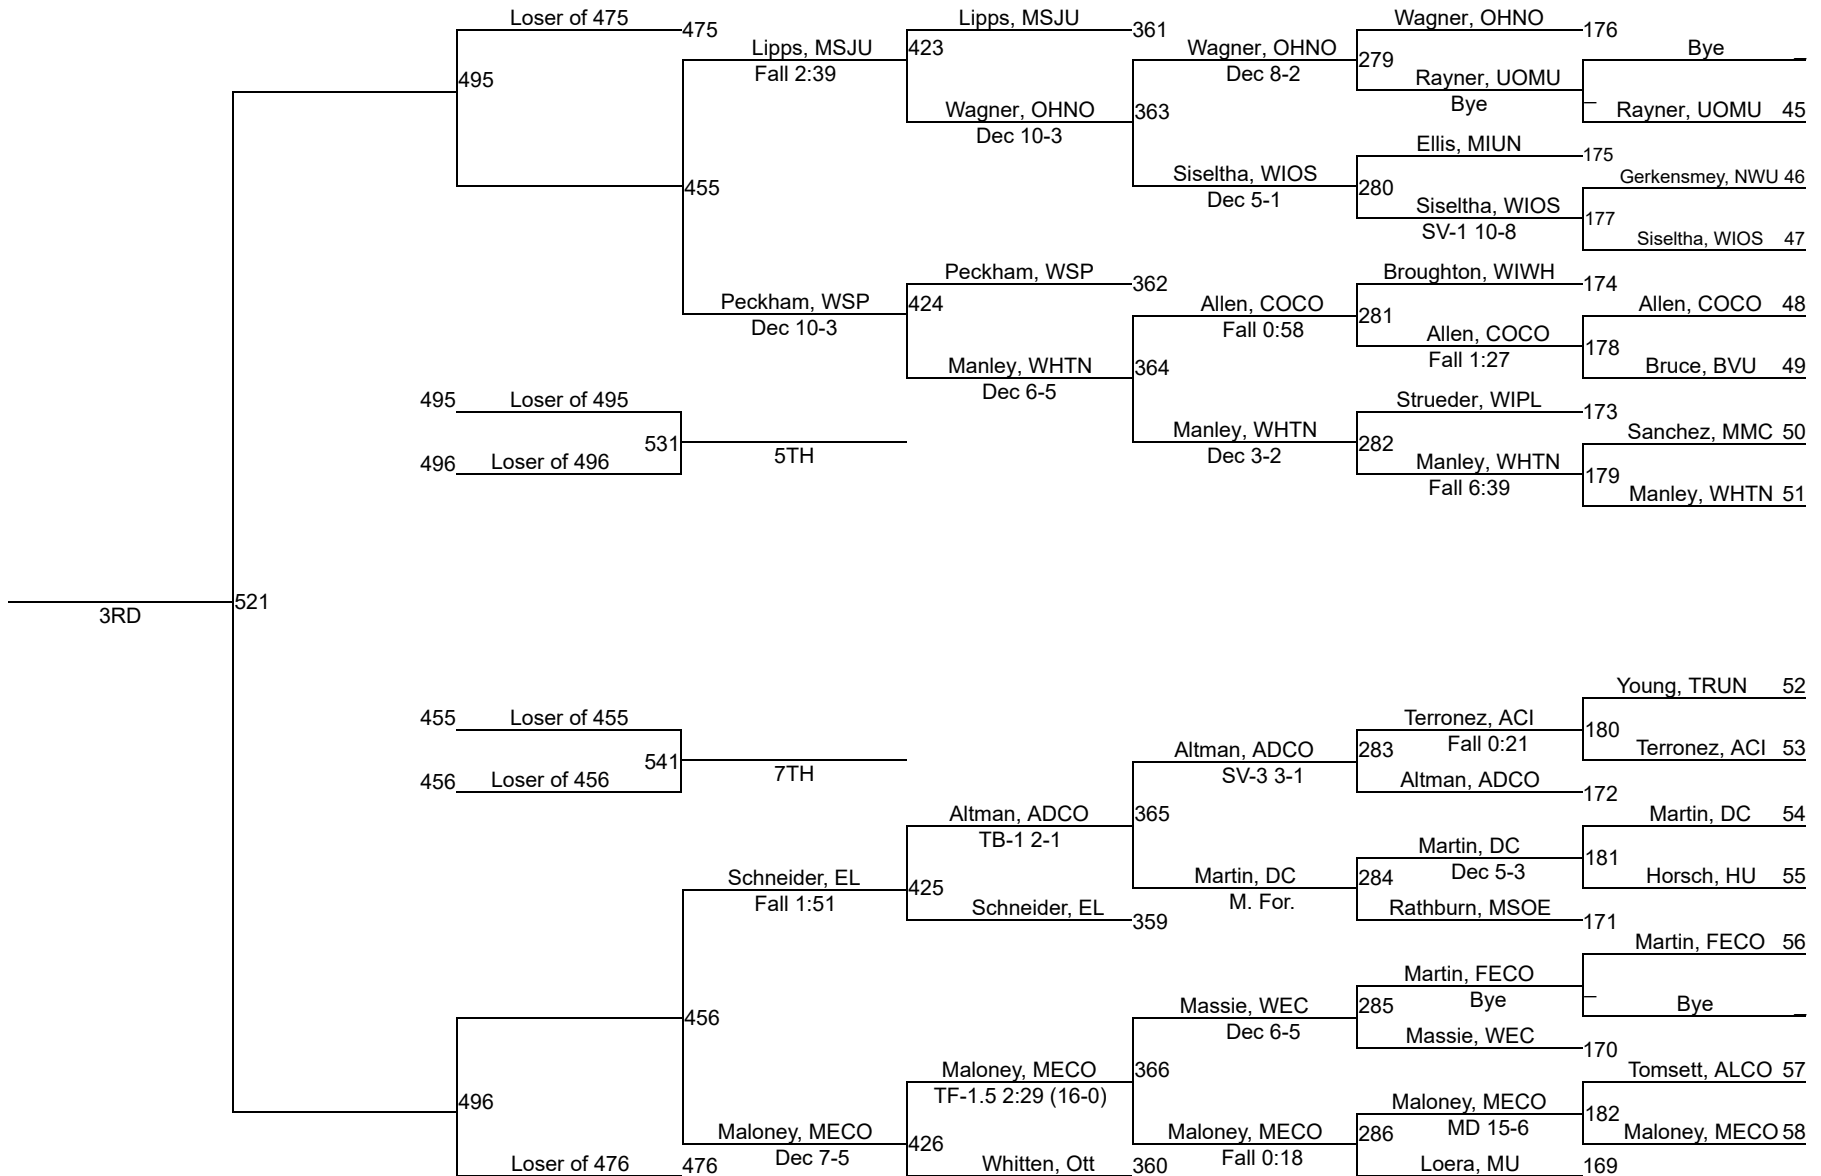 Loser of 475
475
Lipps, MSJU
361
Wagner, OHNO
176
Lipps, MSJU
423
Wagner, OHNO
279
Bye _
Fall 2:39
Dec 8-2
Rayner, UOMU
495
Bye
_
Wagner, OHNO
363
Rayner, UOMU 45
Dec 10-3
Ellis, MIUN
175
Siseltha, WIOS
Gerkensmey, NWU 46
455
Dec 5-1
280
Siseltha, WIOS
177
SV-1 10-8
Siseltha, WIOS 47
Peckham, WSP
362
Broughton, WIWH
174
Peckham, WSP
424
Allen, COCO
281
Allen, COCO 48
Dec 10-3
Fall 0:58
Allen, COCO
178
Fall 1:27
Manley, WHTN
364
Bruce, BVU 49
Dec 6-5
495
Loser of 495
Strueder, WIPL
173
531
5TH
Manley, WHTN
282
Sanchez, MMC 50
Dec 3-2
496
Loser of 496
Manley, WHTN
179
Fall 6:39
Manley, WHTN 51
521
3RD
Young, TRUN 52
455
Loser of 455
Terronez, ACI
180
Fall 0:21
541
7TH
Altman, ADCO
283
Terronez, ACI 53
SV-3 3-1
456
Loser of 456
Altman, ADCO
172
Altman, ADCO
365
Martin, DC 54
TB-1 2-1
Martin, DC
181
Dec 5-3
Schneider, EL
425
Martin, DC
284
Horsch, HU 55
Fall 1:51
M. For.
Schneider, EL
359
Rathburn, MSOE
171
Martin, FECO 56
Martin, FECO
_
Bye
456
Massie, WEC
285
Bye _
Dec 6-5
Massie, WEC
170
Maloney, MECO
366
Tomsett, ALCO 57
TF-1.5 2:29 (16-0)
496
Maloney, MECO
182
MD 15-6
Maloney, MECO
426
Maloney, MECO
286
Maloney, MECO 58
Dec 7-5
Fall 0:18
Loser of 476
476
Whitten, Ott
360
Loera, MU
169